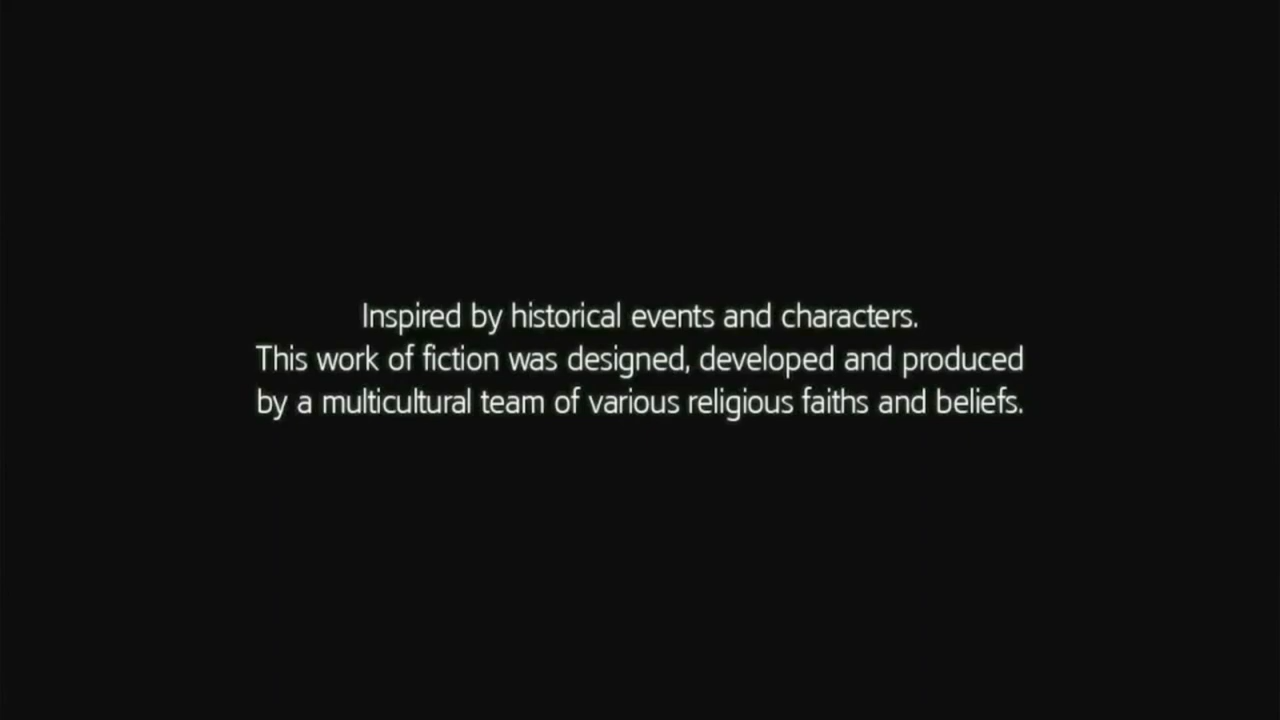 Inspired by historical events and characters.
This work of fiction was designed, developed and produced
by a multicultural team of various religious faiths and beliefs.